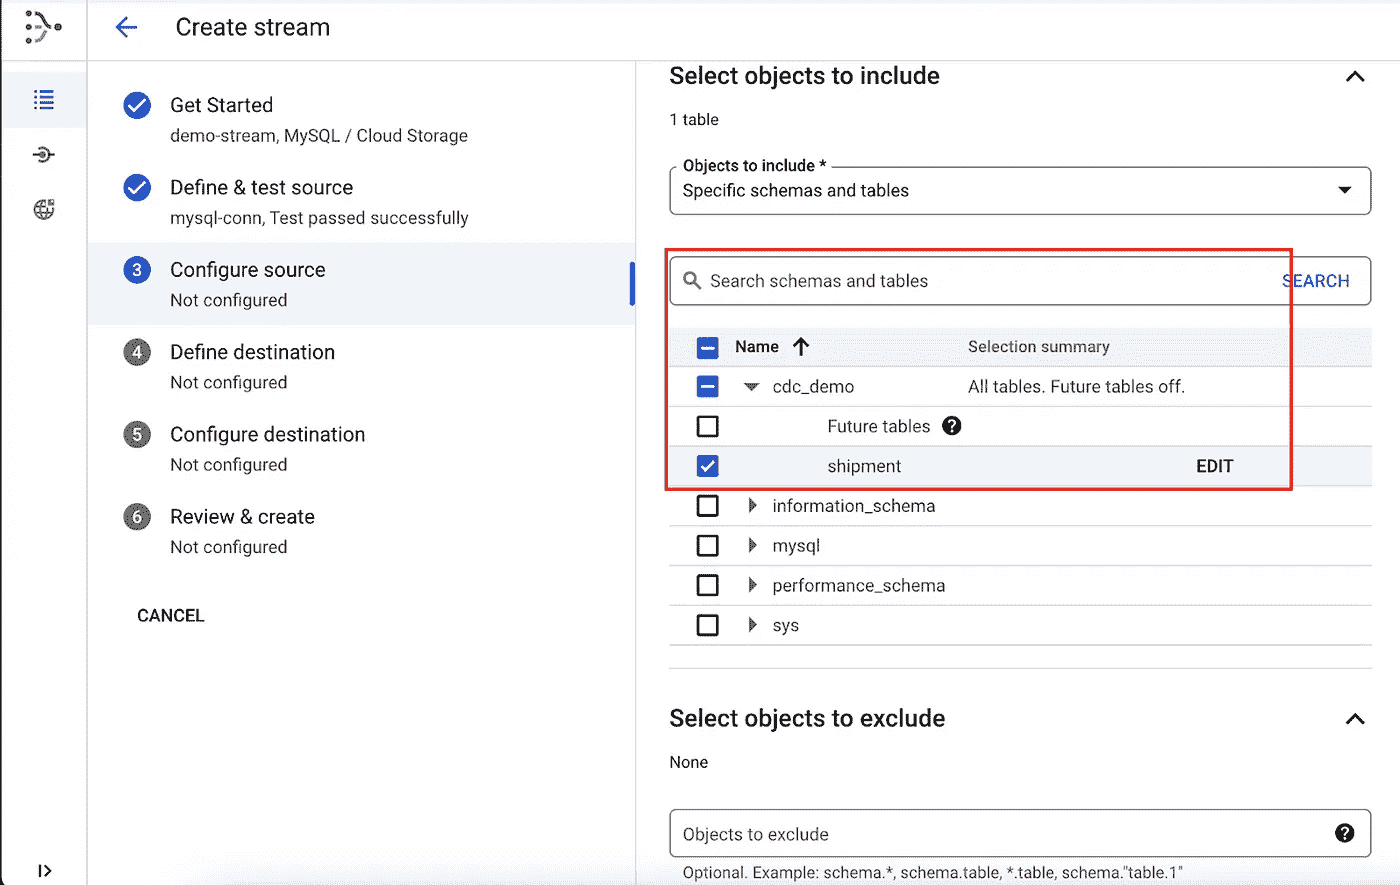 Create stream
Get Started
demo-stream, MySQL / Cloud Storage
Define & test source
mysql-conn, Test passed successfully
3
Configure source
Not configured
4
Define destination
Not configured
5
Configure destination
Not configured
6
Review & create
Not configured
CANCEL
Select objects to include
1 table
Objects to include *
Specific schemas and tables
Search schemas and tables SEARCH
Name Selection summary
cdc_demo All tables. Future tables off.
Future tables ?
shipment EDIT
information_schema
mysql
performance_schema
sys
Select objects to exclude
None
Objects to exclude ?
Optional. Example: schema.*, schema.table, *.table, schema."table.1"